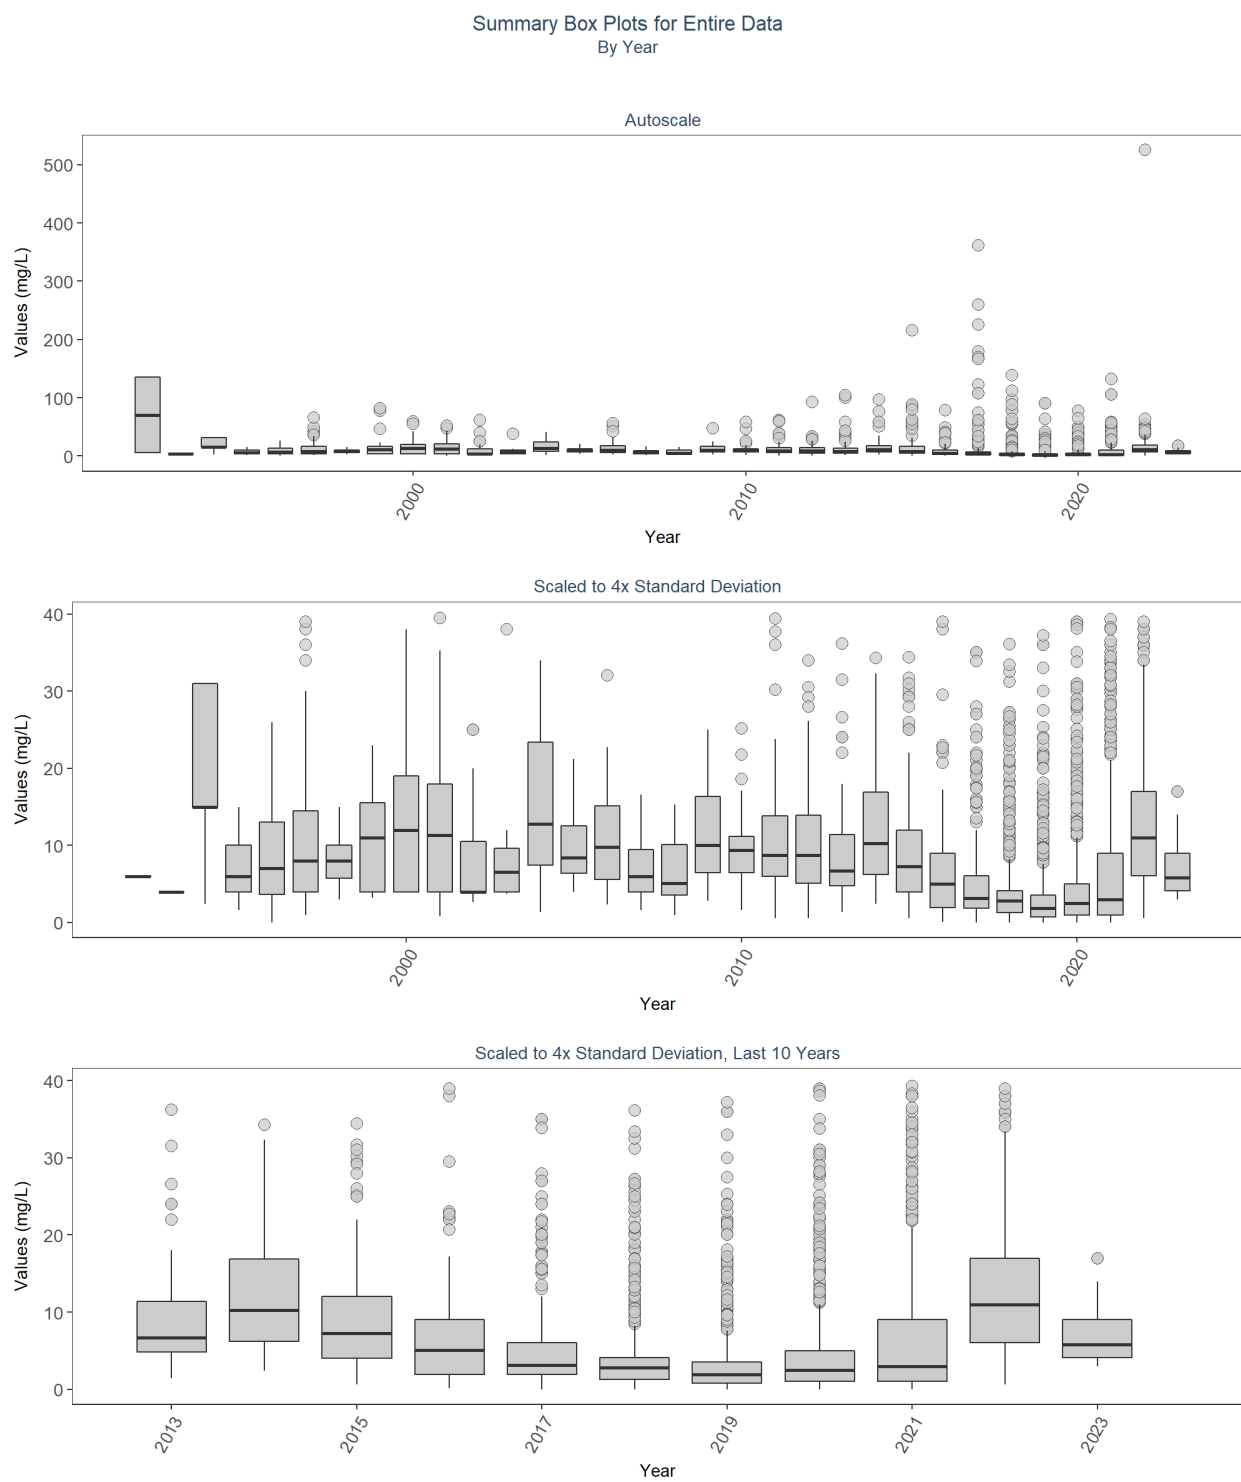 Summary Box Plots for Entire Data
By Year
Autoscale
Values (mg/L)
500
400
300
200
100
0
2000
2010
2020
Year
Scaled to 4x Standard Deviation
Values (mg/L)
40
30
20
10
0
2000
2010
2020
Year
Scaled to 4x Standard Deviation, Last 10 Years
Values (mg/L)
40
30
20
10
0
2013
2015
2017
2019
2021
2023
Year